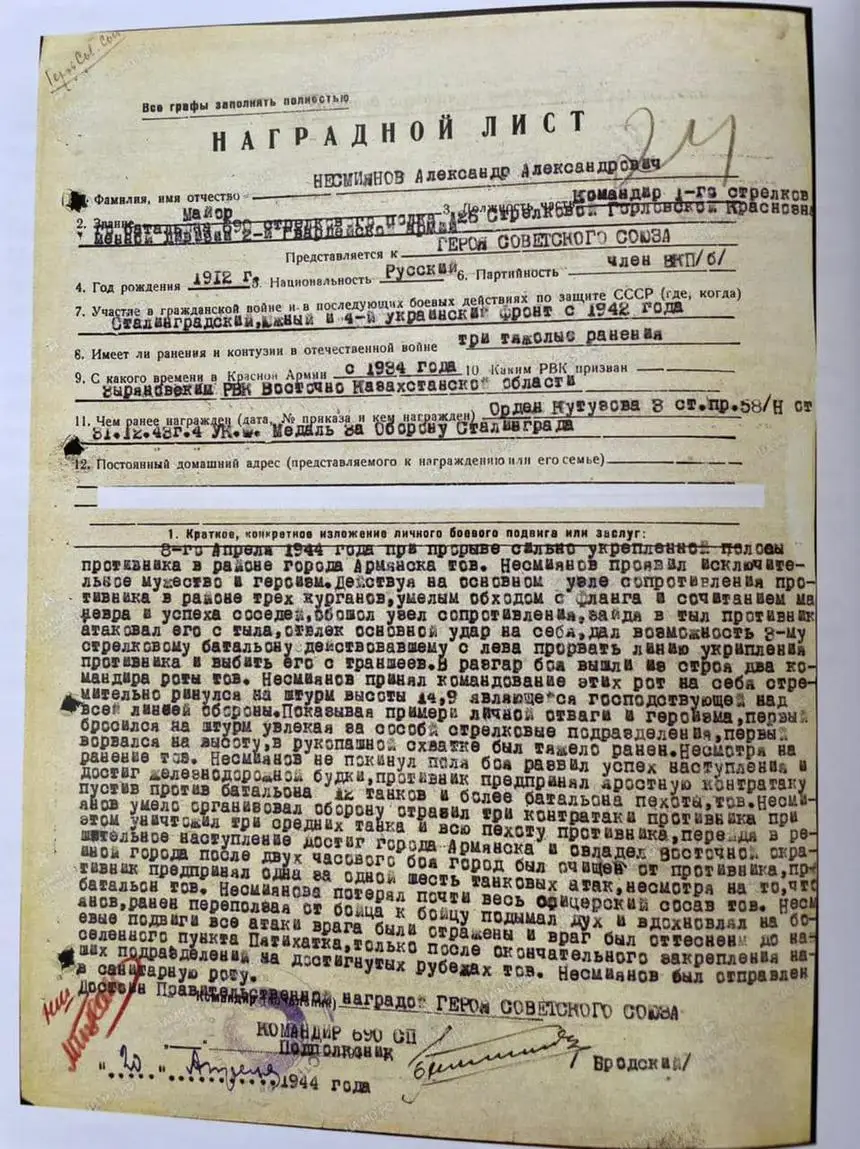 Герой Сов. Союз
Все графы заполнять полностью
НАГРАДНОЙ ЛИСТ
24
1. Фамилия, имя отчество НЕСМИЯНОВ Александр Александрович
2. Звание Майор 3. Должность, часть Командир 1-го стрелков
батальона 690 стрелкового полка 126 Стрелковой Горловской Краснозна
менной дивизии 2-й Гвардейской Армии
Представляется к ГЕРОЯ СОВЕТСКОГО СОЮЗА
4. Год рождения 1912 г. 5. Национальность Русский 6. Партийность член ВКП/б/
7. Участие в гражданской войне и в последующих боевых действиях по защите СССР (где, когда)
Сталинградский,Южный и 4-й украинский фронт с 1942 года
8. Имеет ли ранения и контузии в отечественной войне три тяжолые ранения
9. С какого времени в Красной Армии с 1934 года 10 Каким РВК призван
Зыряновским РВК Восточно Казахстанской области
11. Чем ранее награжден (дата, № приказа и кем награжден) Орден Кутузова 3 ст.пр.58/Н от
31.12.43г.4 УК.Ф. Медаль за Оборону Сталинграда
12. Постоянный домашний адрес (представляемого к награждению или его семье)
1. Краткое, конкретное изложение личного боевого подвига или заслуг:
8-го Апреля 1944 года при прорыве сильно укрепленной полосы
противника в районе города Армянска тов. Несмиянов проявил исключите-
льное мужество и героизм.Действуя на основном узле сопротивления про-
тивника в районе трех курганов,умелым обходом с фланга и сочитанием ма
невра и успеха соседей,обошол узел сопротивления,зайдя в тыл противник
атаковал его с тыла,отвлек основной удар на себя,дал возможность 3-му
стрелковому батальону действовавшему с лева прорвать линию укрипления
противника и выбить его с траншеев.В разгар боя вышли из строя два ко-
мандира роты тов. Несмиянов принял командование этих рот на себя стре-
мительно ринулся на штурм высоты 14,9 являющейся господствующей над
всей линией обороны.Показывая примери личной отваги и героизма,первый
бросился на штурм увлекая за сособй стрелковые подразделения,первый
ворвался на высоту,в рукопашной схватке был тяжело ранен.Несмотря на
ранение тов. Несмиянов не покинул поля боя развил успех наступления и
достиг железнодорожной будки,противник предпринял яростную контратаку
пустив против батальона 12 танков и более батальона пехоты,тов.Несми-
янов умело организовал оборону отразил три контратаки противника при
этом уничтожил три средних танка и всю пехоту противника,перейдя в ре-
шительное наступление достиг города Армянска и овладел Восточной окра-
иной города после двух часового боя город был очищен от противника,пр-
тивник предпринял одна за одной шесть танковых атак,несмотря на то,что
батальон тов. Несмиянова потерял почти весь офицерский сосав тов. Несм
янов,ранен переползая от бойца к бойцу подымал дух и вдохновлял на бо-
евые подвиги все атаки врага были отражены и враг был оттеснен до на-
селенного пункта Пятихатка,только после окончательного закрепления на-
ших подразделений на достигнутых рубежах тов. Несмиянов был отправлен
в санитарную роту.
Достоин Правительственной наградой ГЕРОЯ СОВЕТСКОГО СОЮЗА
КОМАНДИР 690 СП
Подполковник
Бродский/
"20" Апреля 1944 года